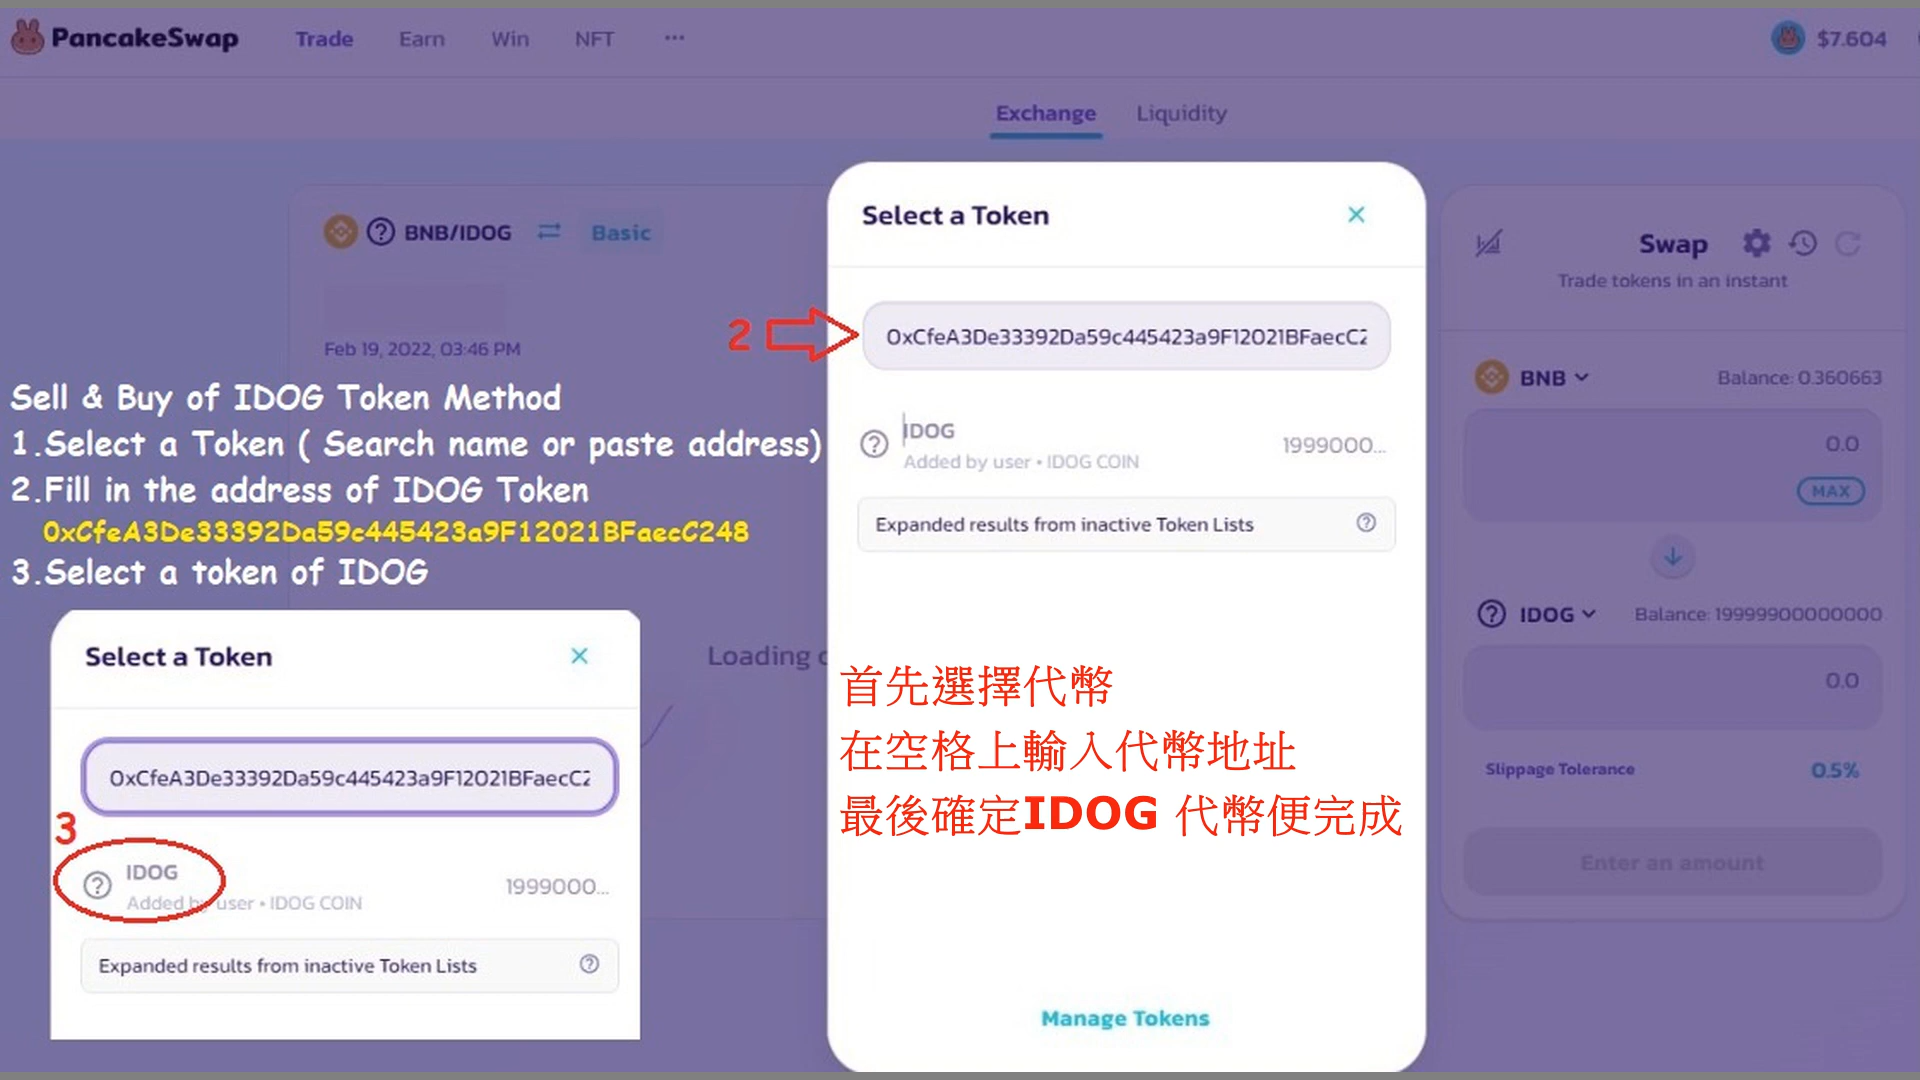 PancakeSwap
Trade
Earn
Win
NFT
$7.604
Exchange
Liquidity
BNB/IDOG
Basic
Feb 19, 2022, 03:46 PM
Sell & Buy of IDOG Token Method
1.Select a Token ( Search name or paste address)
2.Fill in the address of IDOG Token
0xCfeA3De33392Da59c445423a9F12021BFaecC248
3.Select a token of IDOG
Loading
Select a Token
0xCfeA3De33392Da59c445423a9F12021BFaecC2
3
IDOG
Added by user • IDOG COIN
1999000...
Expanded results from inactive Token Lists
Select a Token
2
0xCfeA3De33392Da59c445423a9F12021BFaecC2
IDOG
Added by user • IDOG COIN
1999000...
Expanded results from inactive Token Lists
首先選擇代幣
在空格上輸入代幣地址
最後確定IDOG 代幣便完成
Manage Tokens
Swap
Trade tokens in an instant
BNB
Balance: 0.360663
0.0
MAX
IDOG
Balance: 19999900000000
0.0
Slippage Tolerance
0.5%
Enter an amount